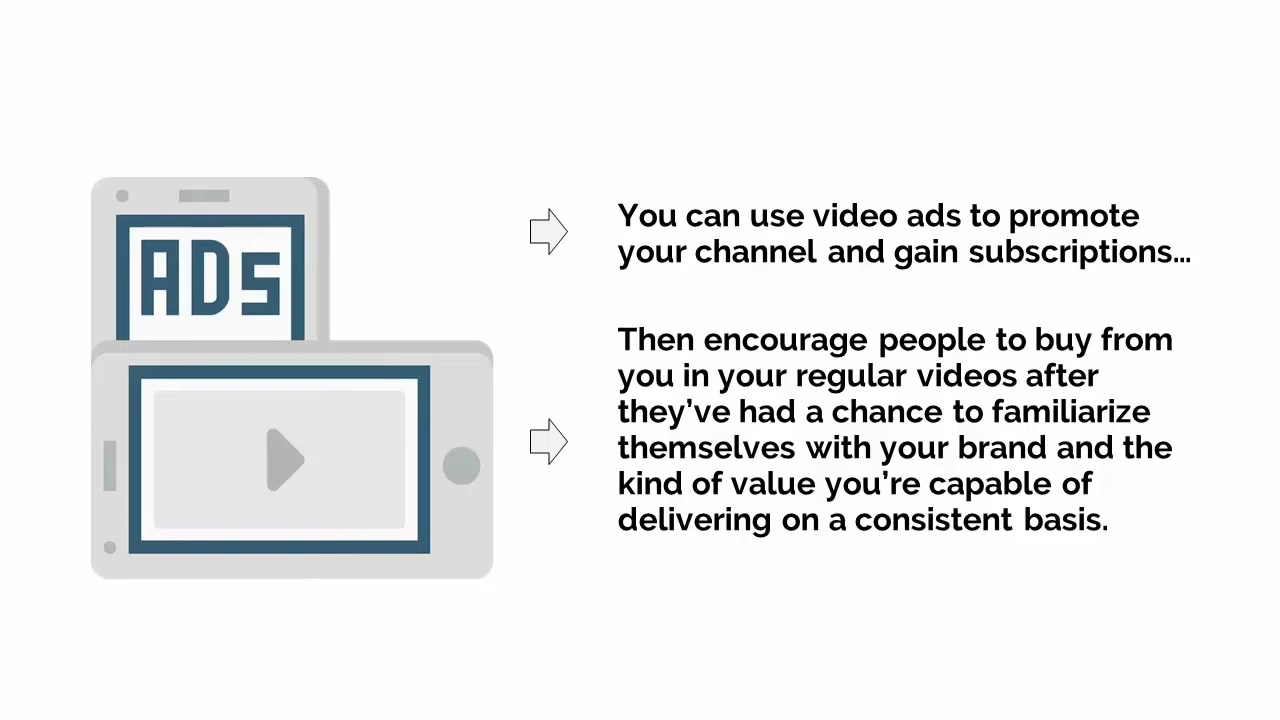 ADS
You can use video ads to promote
your channel and gain subscriptions...
Then encourage people to buy from
you in your regular videos after
they’ve had a chance to familiarize
themselves with your brand and the
kind of value you’re capable of
delivering on a consistent basis.